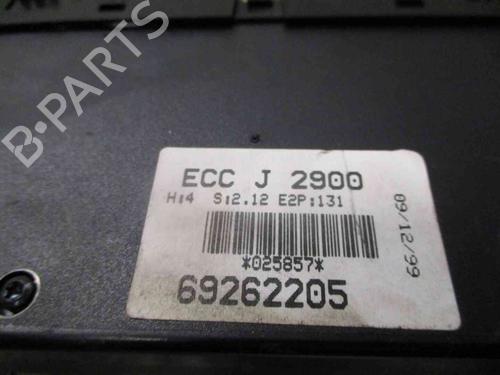 ECC J 2900
H:4 S:2.12 E2P:131
*025857*
69262205
09/12/99
B-PARTS